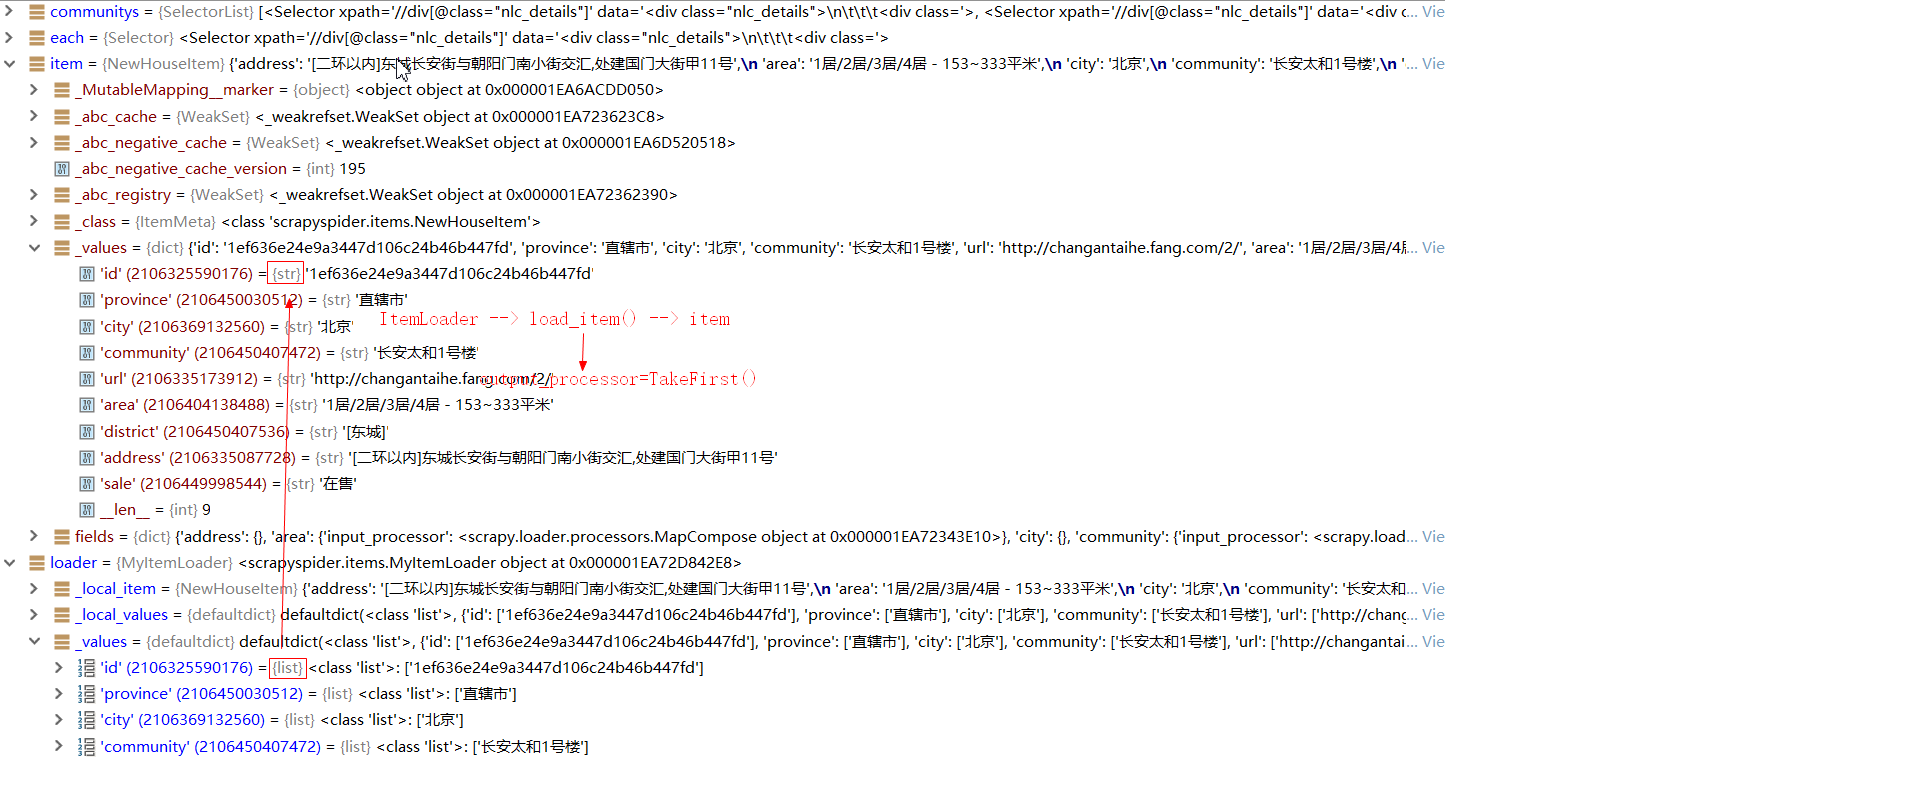 communitys = {SelectorList} [<Selector xpath='//div[@class="nlc_details"]' data='<div class="nlc_details">\n\t\t\t<div class='>, <Selector xpath='//div[@class="nlc_details"]' data='<div c... Vie
each = {Selector} <Selector xpath='//div[@class="nlc_details"]' data='<div class="nlc_details">\n\t\t\t<div class='>
item = {NewHouseItem} {'address': '[二环以内]东城长安街与朝阳门南小街交汇,处建国门大街甲11号',\n 'area': '1居/2居/3居/4居 - 153~333平米',\n 'city': '北京',\n 'community': '长安太和1号楼',\n '... Vie
_MutableMapping__marker = {object} <object object at 0x000001EA6ACDD050>
_abc_cache = {WeakSet} <_weakrefset.WeakSet object at 0x000001EA723623C8>
_abc_negative_cache = {WeakSet} <_weakrefset.WeakSet object at 0x000001EA6D520518>
_abc_negative_cache_version = {int} 195
_abc_registry = {WeakSet} <_weakrefset.WeakSet object at 0x000001EA72362390>
_class = {ItemMeta} <class 'scrapyspider.items.NewHouseItem'>
_values = {dict} {'id': '1ef636e24e9a3447d106c24b46b447fd', 'province': '直辖市', 'city': '北京', 'community': '长安太和1号楼', 'url': 'http://changantaihe.fang.com/2/', 'area': '1居/2居/3居/4居... Vie
'id' (2106325590176) = {str} '1ef636e24e9a3447d106c24b46b447fd'
'province' (2106450030512) = {str} '直辖市'
'city' (2106369132560) = {str} '北京'
ItemLoader --> load_item() --> item
'community' (2106450407472) = {str} '长安太和1号楼'
'url' (2106335173912) = {str} 'http://changantaihe.fang.com/2/'
output_processor=TakeFirst()
'area' (2106404138488) = {str} '1居/2居/3居/4居 - 153~333平米'
'district' (2106450407536) = {str} '[东城]'
'address' (2106335087728) = {str} '[二环以内]东城长安街与朝阳门南小街交汇,处建国门大街甲11号'
'sale' (2106449998544) = {str} '在售'
__len__ = {int} 9
fields = {dict} {'address': {}, 'area': {'input_processor': <scrapy.loader.processors.MapCompose object at 0x000001EA72343E10>}, 'city': {}, 'community': {'input_processor': <scrapy.load... Vie
loader = {MyItemLoader} <scrapyspider.items.MyItemLoader object at 0x000001EA72D842E8>
_local_item = {NewHouseItem} {'address': '[二环以内]东城长安街与朝阳门南小街交汇,处建国门大街甲11号',\n 'area': '1居/2居/3居/4居 - 153~333平米',\n 'city': '北京',\n 'community': '长安太和... Vie
_local_values = {defaultdict} defaultdict(<class 'list'>, {'id': ['1ef636e24e9a3447d106c24b46b447fd'], 'province': ['直辖市'], 'city': ['北京'], 'community': ['长安太和1号楼'], 'url': ['http://chang... Vie
_values = {defaultdict} defaultdict(<class 'list'>, {'id': ['1ef636e24e9a3447d106c24b46b447fd'], 'province': ['直辖市'], 'city': ['北京'], 'community': ['长安太和1号楼'], 'url': ['http://changantai... Vie
'id' (2106325590176) = {list} <class 'list'>: ['1ef636e24e9a3447d106c24b46b447fd']
'province' (2106450030512) = {list} <class 'list'>: ['直辖市']
'city' (2106369132560) = {list} <class 'list'>: ['北京']
'community' (2106450407472) = {list} <class 'list'>: ['长安太和1号楼']